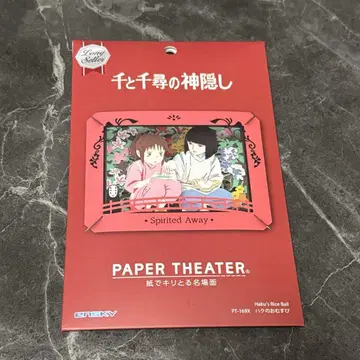 Long
Seller
千と千尋の神隠し
• Spirited Away •
PAPER THEATER®
紙でキリとる名場面
ensky
Haku's Rice Ball
PT-168X ハクのおむすび